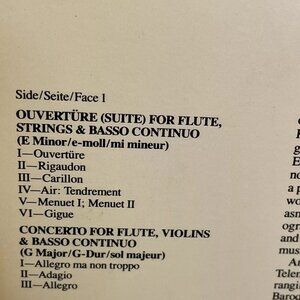 Side/Seite/Face 1
OUVERTÜRE (SUITE) FOR FLUTE,
STRINGS & BASSO CONTINUO
(E Minor/e-moll/mi mineur)
I—Ouvertüre
II—Rigaudon
III—Carillon
IV—Air: Tendrement
V—Menuet I; Menuet II
VI—Gigue
CONCERTO FOR FLUTE, VIOLINS
& BASSO CONTINUO
(G Major/G-Dur/sol majeur)
I—Allegro ma non troppo
II—Adagio
III—Allegro